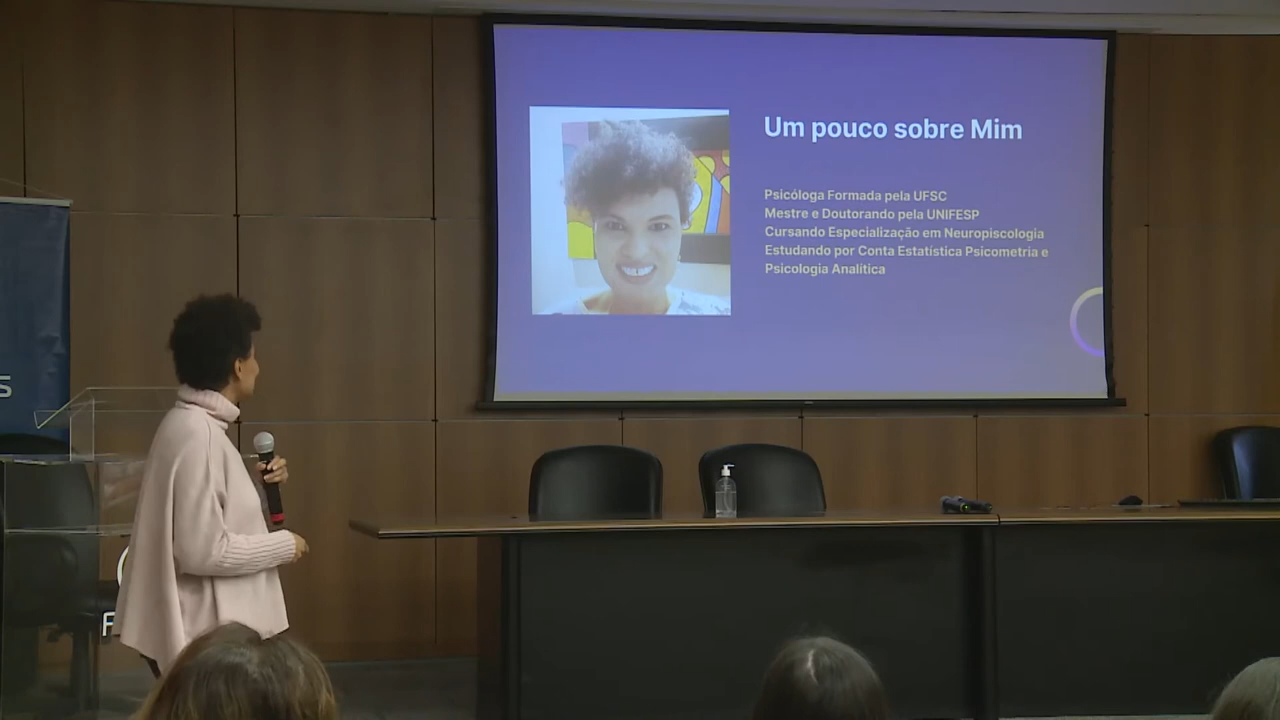 Um pouco sobre Mim
Psicóloga Formada pela UFSC
Mestre e Doutorando pela UNIFESP
Cursando Especialização em Neuropiscologia
Estudando por Conta Estatística Psicometria e
Psicologia Analítica
S
F